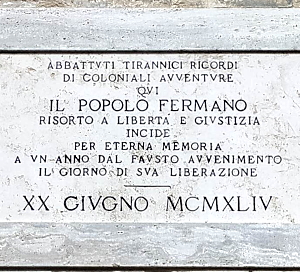 ABBATTVTI TIRANNICI RICORDI
DI COLONIALI AVVENTVRE
QVI
IL POPOLO FERMANO
RISORTO A LIBERTÀ E GIVSTIZIA
INCIDE
PER ETERNA MEMORIA
A VN ANNO DAL FAVSTO AVVENIMENTO
IL GIORNO DI SVA LIBERAZIONE
XX GIVGNO MCMXLIV